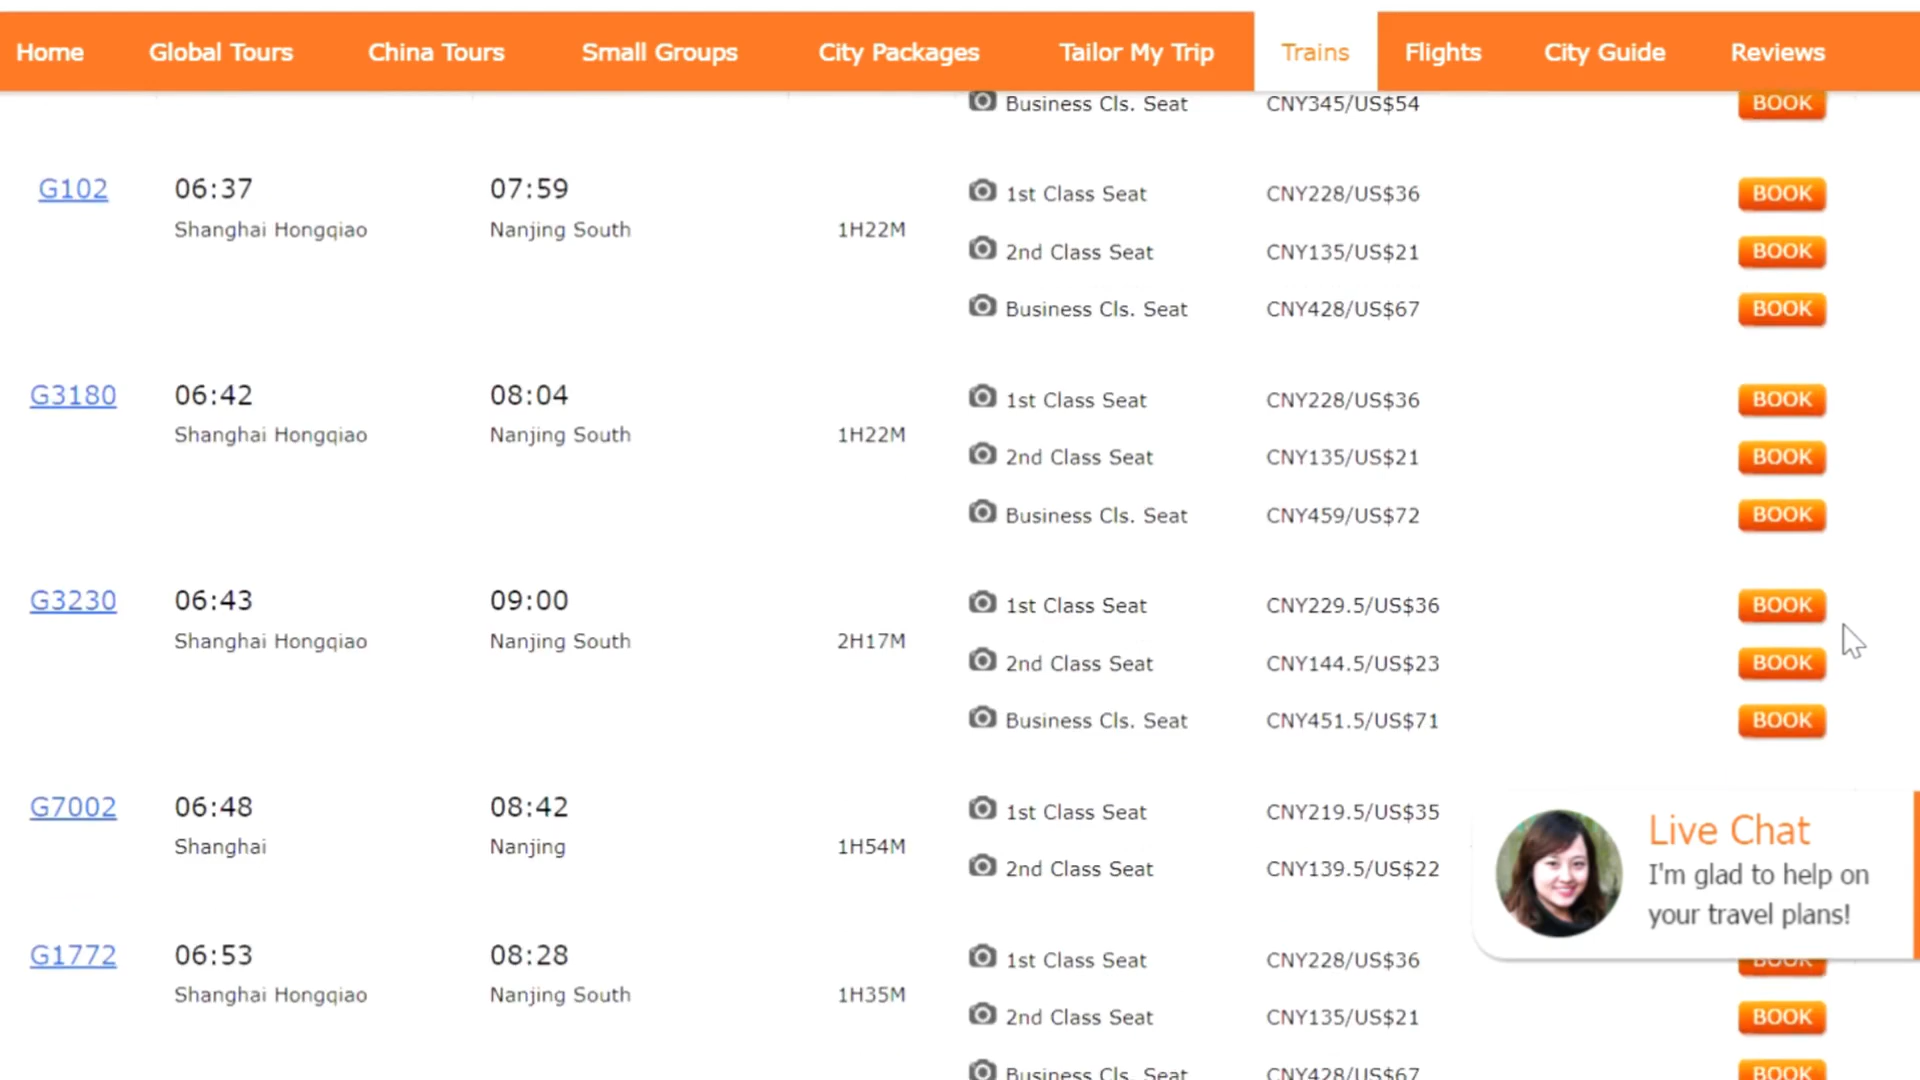 Home Global Tours China Tours Small Groups City Packages Tailor My Trip Trains Flights City Guide Reviews
Business Cls. Seat CNY345/US$54 BOOK
G102 06:37 07:59 1st Class Seat CNY228/US$36 BOOK
Shanghai Hongqiao Nanjing South 1H22M
2nd Class Seat CNY135/US$21 BOOK
Business Cls. Seat CNY428/US$67 BOOK
G3180 06:42 08:04 1st Class Seat CNY228/US$36 BOOK
Shanghai Hongqiao Nanjing South 1H22M
2nd Class Seat CNY135/US$21 BOOK
Business Cls. Seat CNY459/US$72 BOOK
G3230 06:43 09:00 1st Class Seat CNY229.5/US$36 BOOK
Shanghai Hongqiao Nanjing South 2H17M
2nd Class Seat CNY144.5/US$23 BOOK
Business Cls. Seat CNY451.5/US$71 BOOK
G7002 06:48 08:42 1st Class Seat CNY219.5/US$35
Shanghai Nanjing 1H54M
2nd Class Seat CNY139.5/US$22
Live Chat
I'm glad to help on
your travel plans!
G1772 06:53 08:28 1st Class Seat CNY228/US$36 BOOK
Shanghai Hongqiao Nanjing South 1H35M
2nd Class Seat CNY135/US$21 BOOK
Business Cls. Seat CNY428/US$67 BOOK